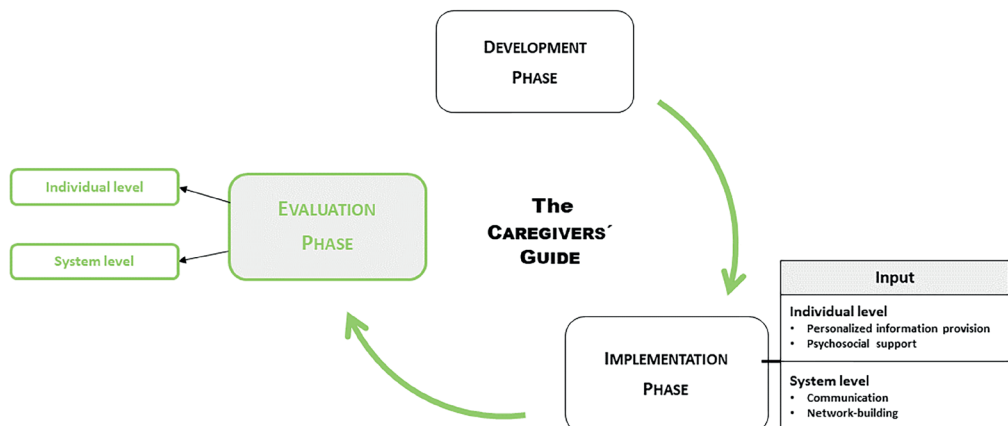 DEVELOPMENT
PHASE
Individual level
System level
EVALUATION
PHASE
The
CAREGIVERS´
GUIDE
IMPLEMENTATION
PHASE
Input
Individual level
• Personalized information provision
• Psychosocial support
System level
• Communication
• Network-building